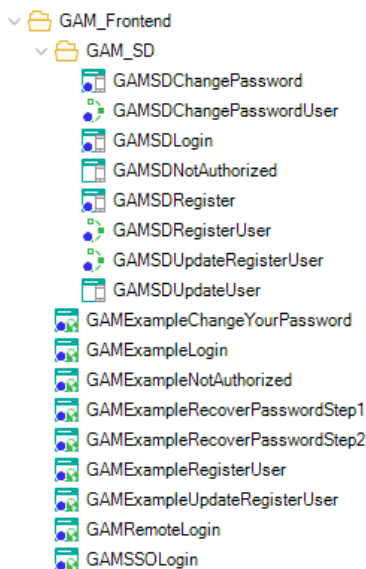 GAM_Frontend
GAM_SD
GAMSDChangePassword
GAMSDChangePasswordUser
GAMSDLogin
GAMSDNotAuthorized
GAMSDRegister
GAMSDRegisterUser
GAMSDUpdateRegisterUser
GAMSDUpdateUser
GAMExampleChangeYourPassword
GAMExampleLogin
GAMExampleNotAuthorized
GAMExampleRecoverPasswordStep1
GAMExampleRecoverPasswordStep2
GAMExampleRegisterUser
GAMExampleUpdateRegisterUser
GAMRemoteLogin
GAMSSOLogin